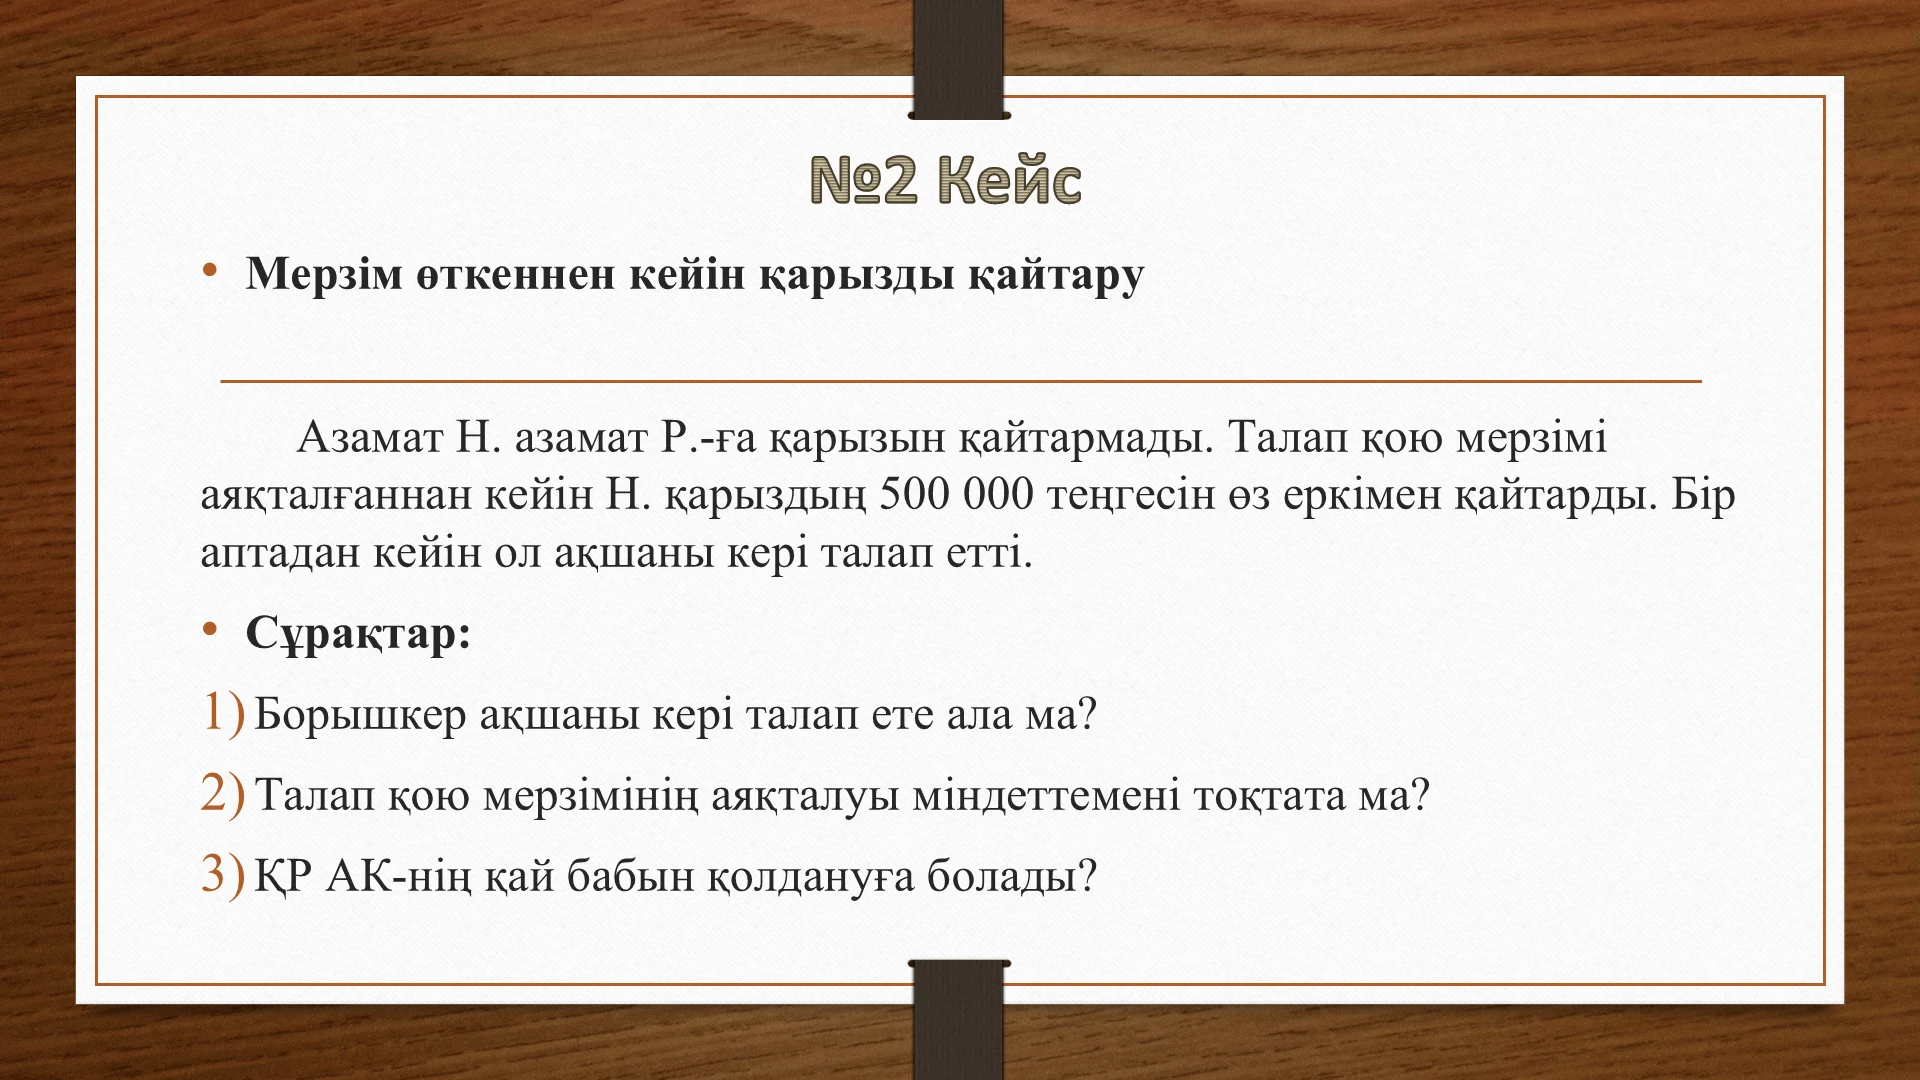 №2 Кейс
• Мерзім өткеннен кейін қарызды қайтару
Азамат Н. азамат Р.-ға қарызын қайтармады. Талап қою мерзімі
аяқталғаннан кейін Н. қарыздың 500 000 теңгесін өз еркімен қайтарды. Бір
аптадан кейін ол ақшаны кері талап етті.
• Сұрақтар:
1) Борышкер ақшаны кері талап ете ала ма?
2) Талап қою мерзімінің аяқталуы міндеттемені тоқтата ма?
3) ҚР АК-нің қай бабын қолдануға болады?